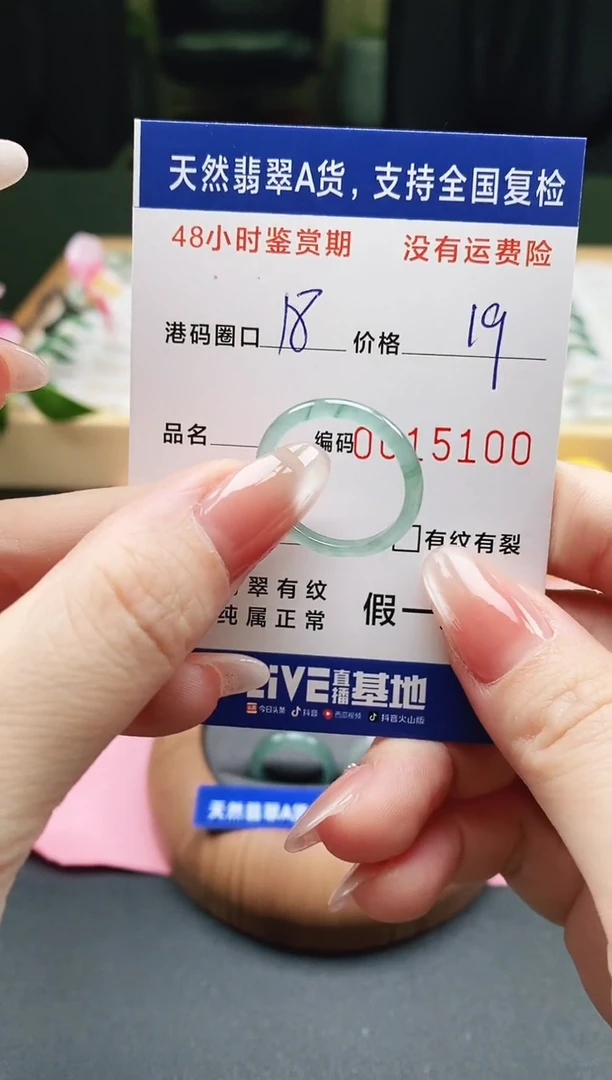 天然翡翠A货，支持全国复检
48小时鉴赏期 没有运费险
港码圈口 18 价格 19
品名 编码 0015100
有纹有裂
翠有纹
纯属正常
假一
LiVE 直播 基地
今日头条 抖音 西瓜视频 抖音火山版
天然翡翠A